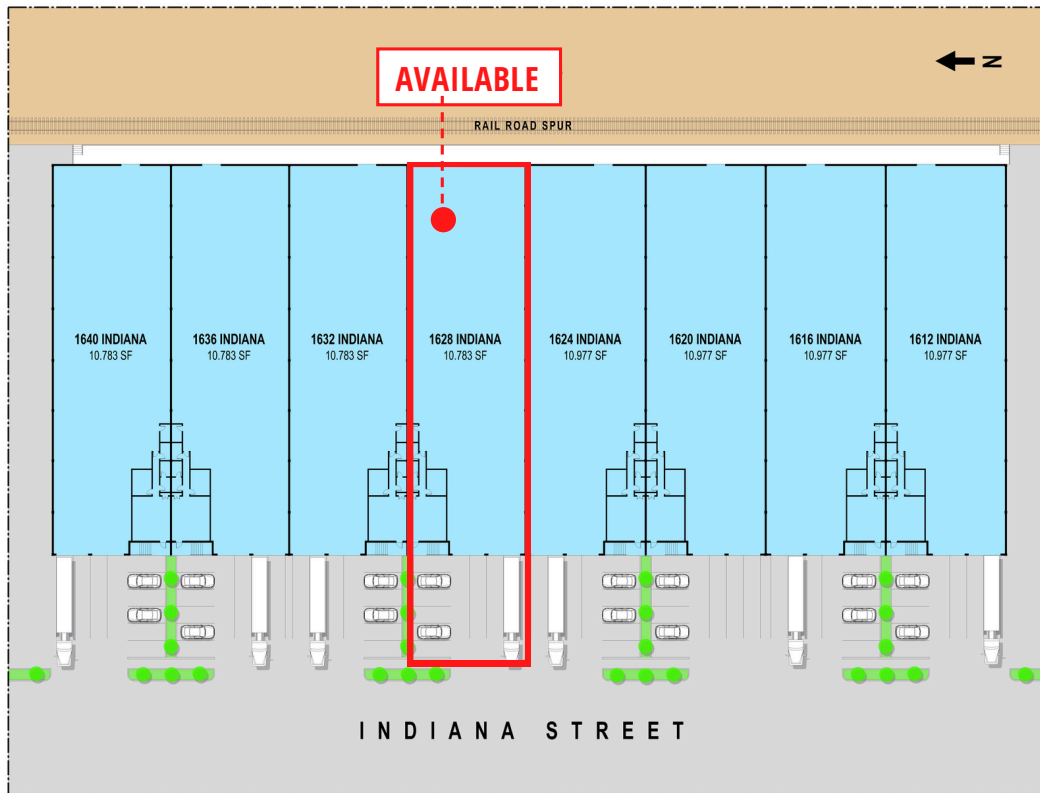 N
AVAILABLE
RAIL ROAD SPUR
1640 INDIANA
10.783 SF
1636 INDIANA
10.783 SF
1632 INDIANA
10.783 SF
1628 INDIANA
10.783 SF
1624 INDIANA
10.977 SF
1620 INDIANA
10.977 SF
1616 INDIANA
10.977 SF
1612 INDIANA
10.977 SF
INDIANA STREET